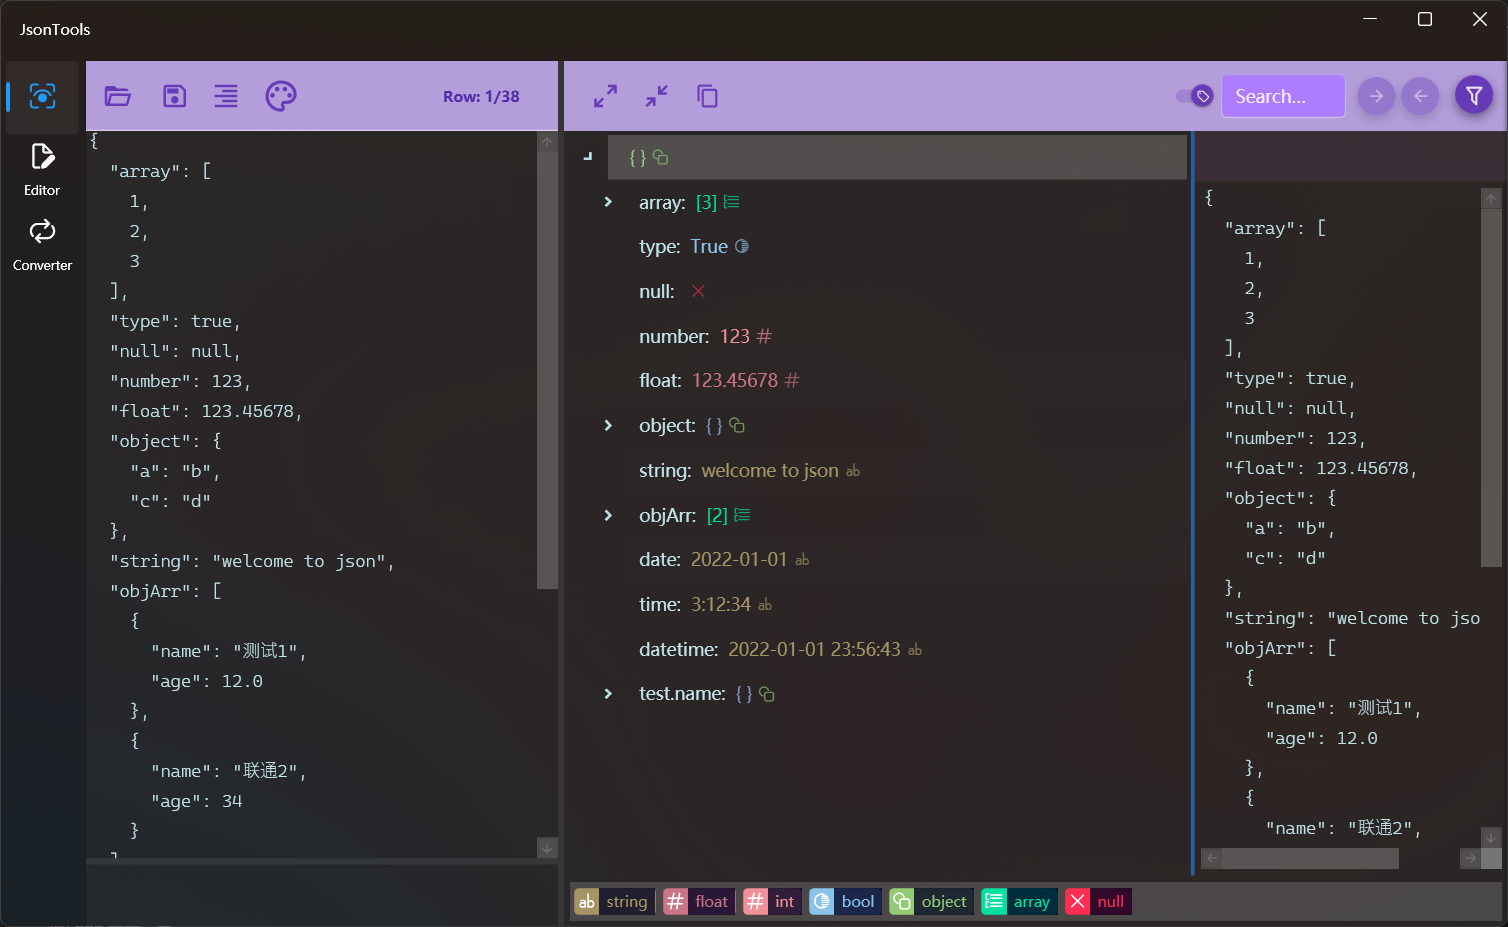 JsonTools
Editor
Converter
Row: 1/38
{
"array": [
1,
2,
3
],
"type": true,
"null": null,
"number": 123,
"float": 123.45678,
"object": {
"a": "b",
"c": "d"
},
"string": "welcome to json",
"objArr": [
{
"name": "测试1",
"age": 12.0
},
{
"name": "联通2",
"age": 34
}
]
Search...
{}
array: [3]
type: True
null:
number: 123 #
float: 123.45678 #
object: {}
string: welcome to json ab
objArr: [2]
date: 2022-01-01 ab
time: 3:12:34 ab
datetime: 2022-01-01 23:56:43 ab
test.name: {}
{
"array": [
1,
2,
3
],
"type": true,
"null": null,
"number": 123,
"float": 123.45678,
"object": {
"a": "b",
"c": "d"
},
"string": "welcome to jso
"objArr": [
{
"name": "测试1",
"age": 12.0
},
{
"name": "联通2",
ab string # float # int bool object array null